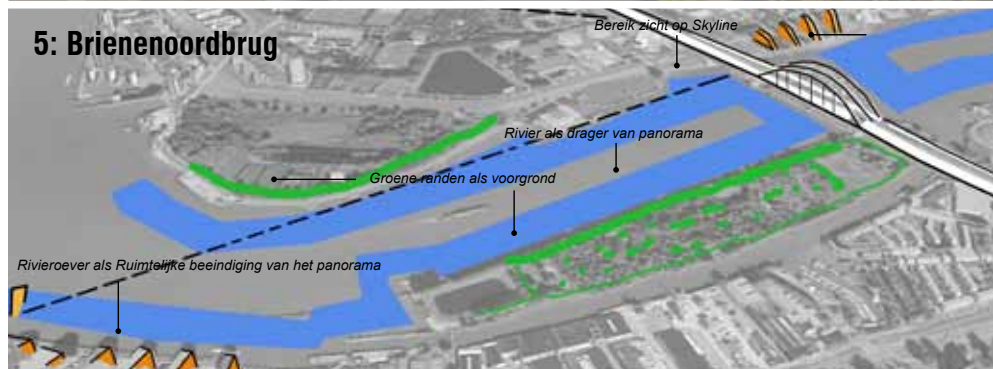 5: Brienenoordbrug
Bereik zicht op Skyline
Rivier als drager van panorama
Groene randen als voorgrond
Rivieroever als Ruimtelijke beeindiging van het panorama